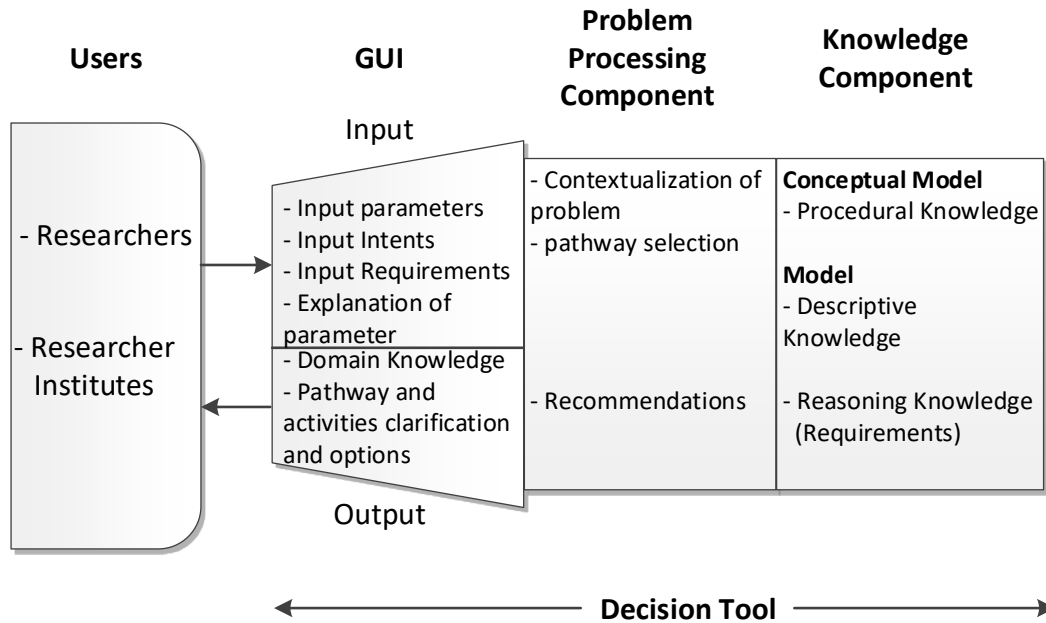 Users
GUI
Problem
Processing
Component
Knowledge
Component
Input
- Researchers
- Researcher
Institutes
- Input parameters
- Input Intents
- Input Requirements
- Explanation of
parameter
- Domain Knowledge
- Pathway and
activities clarification
and options
Output
- Contextualization of
problem
- pathway selection
- Recommendations
Conceptual Model
- Procedural Knowledge
Model
- Descriptive
Knowledge
- Reasoning Knowledge
(Requirements)
Decision Tool